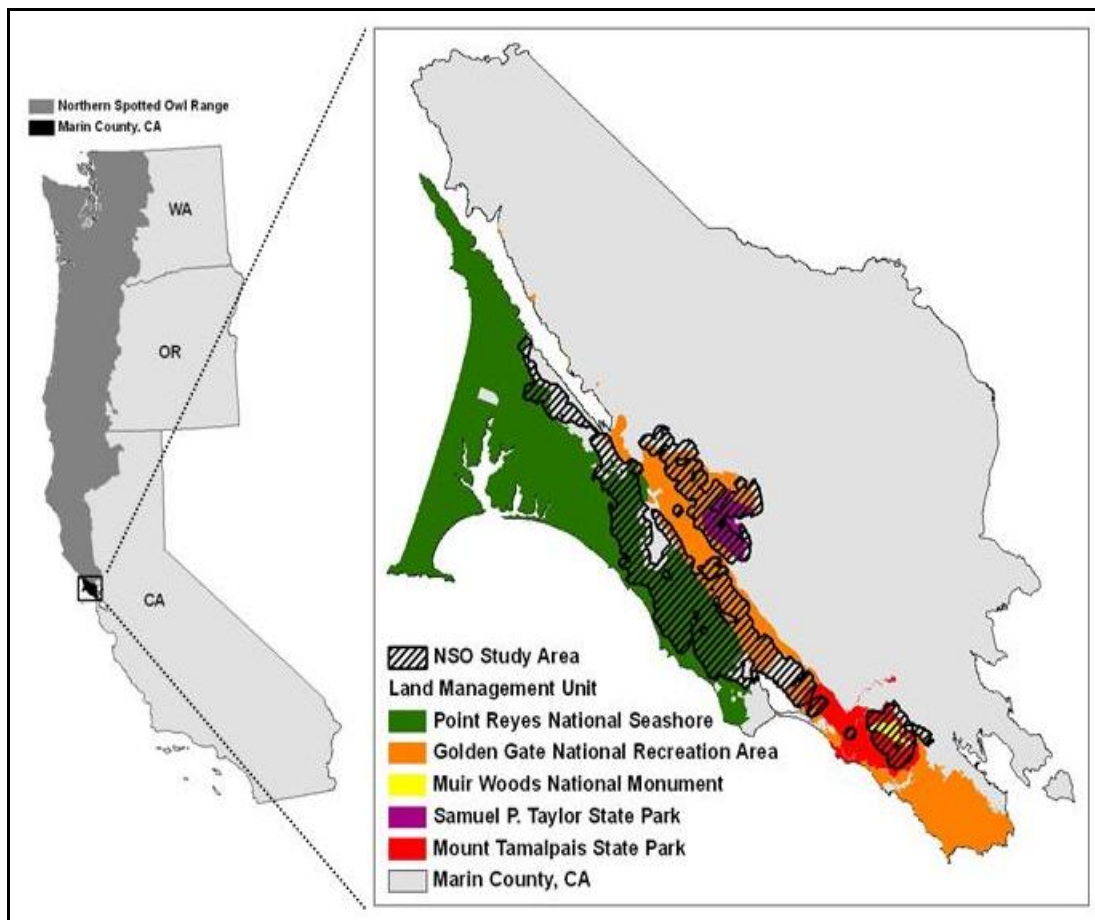 Northern Spotted Owl Range
Marin County, CA
WA
OR
CA
NSO Study Area
Land Management Unit
Point Reyes National Seashore
Golden Gate National Recreation Area
Muir Woods National Monument
Samuel P. Taylor State Park
Mount Tamalpais State Park
Marin County, CA